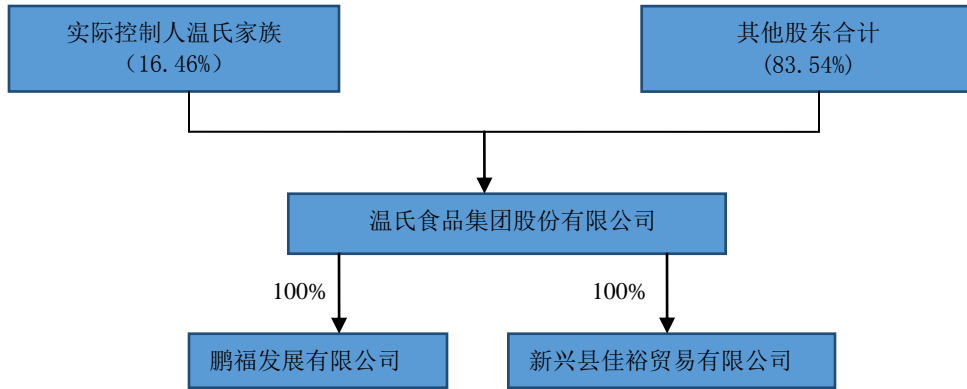 实际控制人温氏家族
（16.46%）
其他股东合计
(83.54%)
温氏食品集团股份有限公司
100%
100%
鹏福发展有限公司
新兴县佳裕贸易有限公司